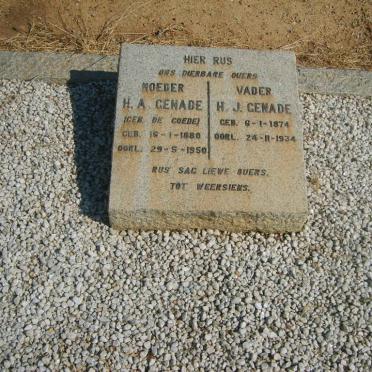 HIER RUS
ONS DIERBARE OUERS
MOEDER
H. A. GENADE
(GEB. DE GOEDE)
GEB. 16-1-1880
OORL. 29-5-1950
VADER
H. J. GENADE
GEB. 6-1-1874
OORL. 24-11-1934
RUS SAG LIEWE OUERS.
TOT WEERSIENS.